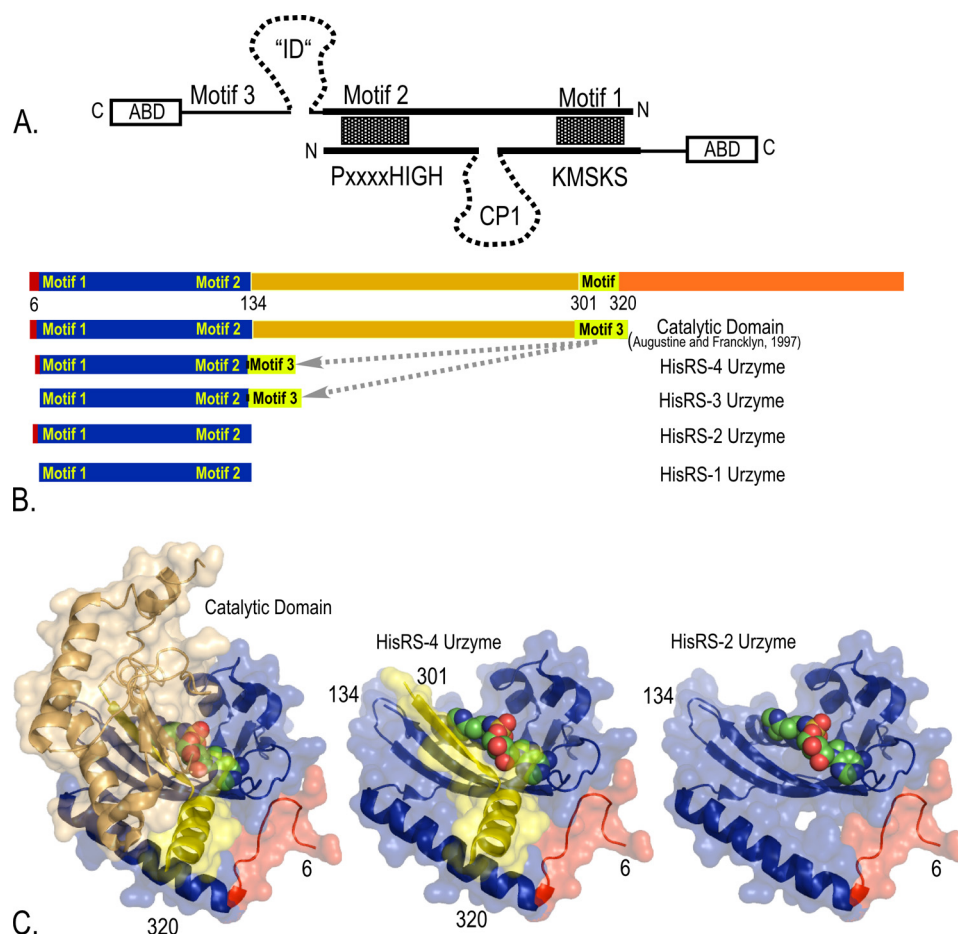 "ID"
C ABD Motif 3 Motif 2 Motif 1 N
A.
N ABD C
PxxxxHIGH KMSKS
CP1
Motif 1 Motif 2 Motif
6 134 301 320
Motif 1 Motif 2 Motif 3 Catalytic Domain
(Augustine and Francklyn, 1997)
Motif 1 Motif 2 Motif 3 HisRS-4 Urzyme
Motif 1 Motif 2 Motif 3 HisRS-3 Urzyme
Motif 1 Motif 2 HisRS-2 Urzyme
Motif 1 Motif 2 HisRS-1 Urzyme
B.
Catalytic Domain
HisRS-4 Urzyme HisRS-2 Urzyme
134 301 134
6 6 6
320 320
C.